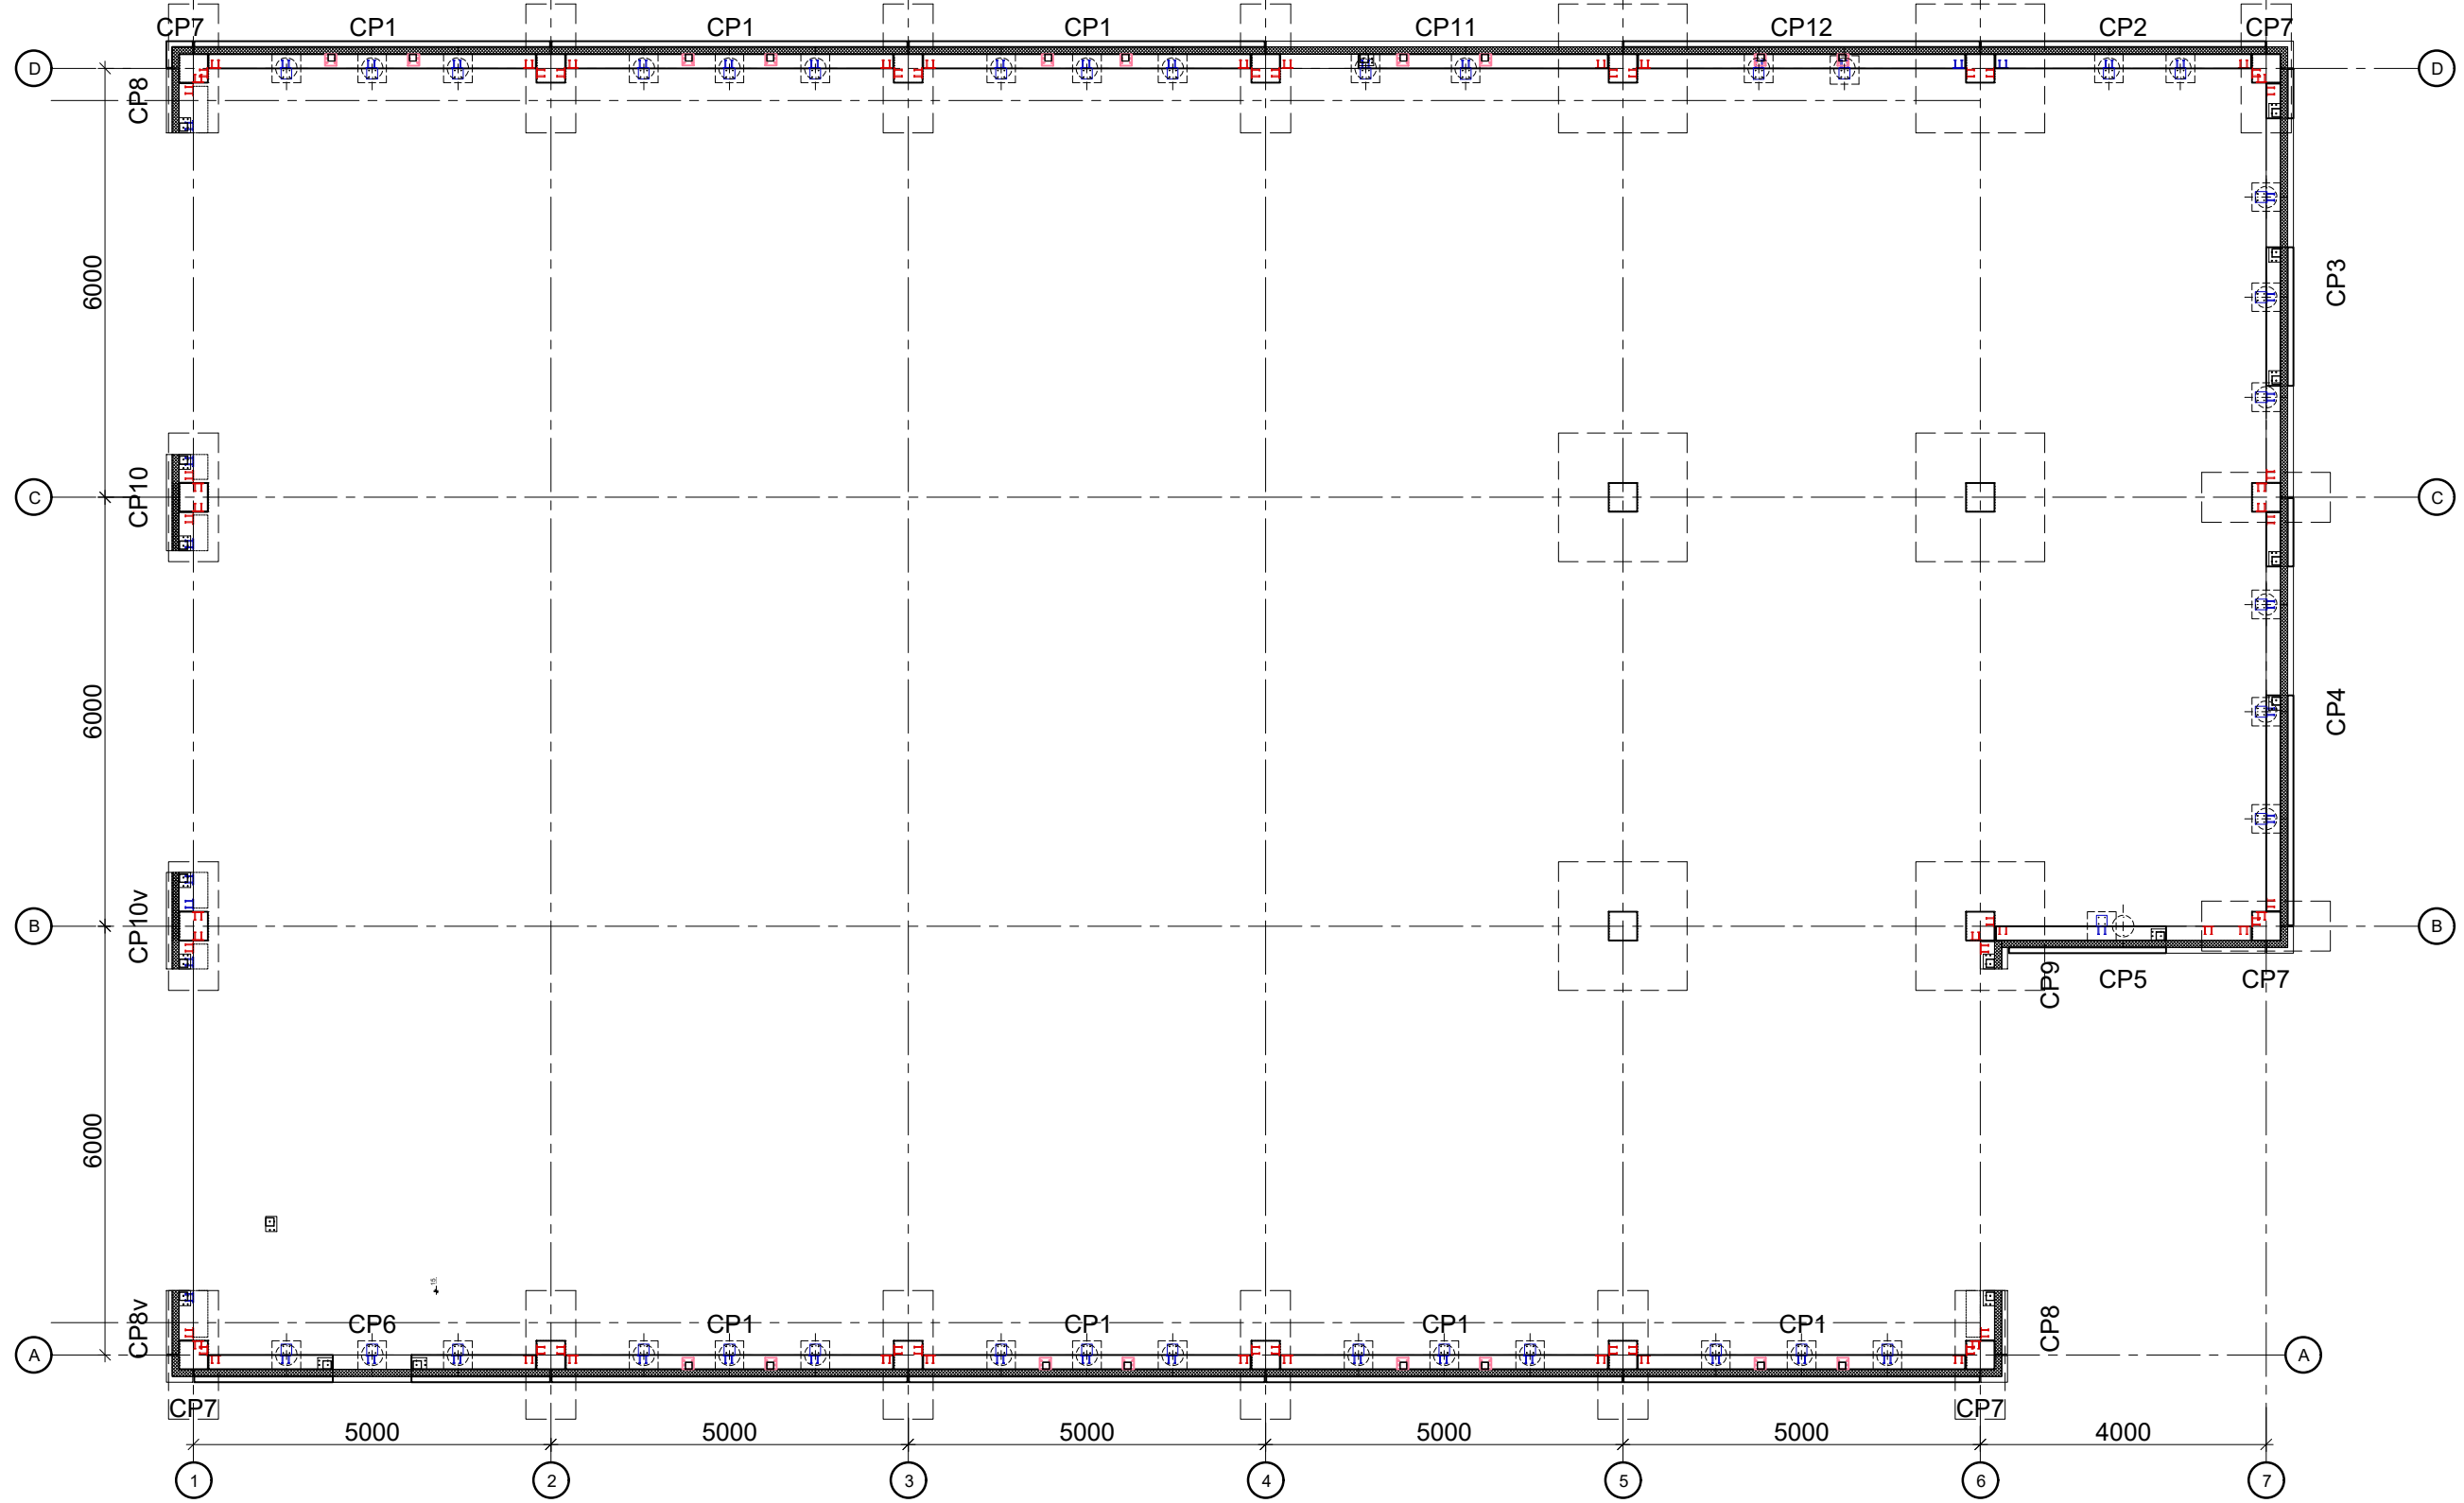 CP7 CP1 CP1 CP1 CP11 CP12 CP2 CP7
D D
CP8
6000
CP3
C C
CP10
6000
CP4
B B
CP10v
CP9 CP5 CP7
6000
15
CP8v CP6 CP1 CP1 CP1 CP1 CP8
A A
CP7 CP7
5000 5000 5000 5000 5000 4000
1 2 3 4 5 6 7